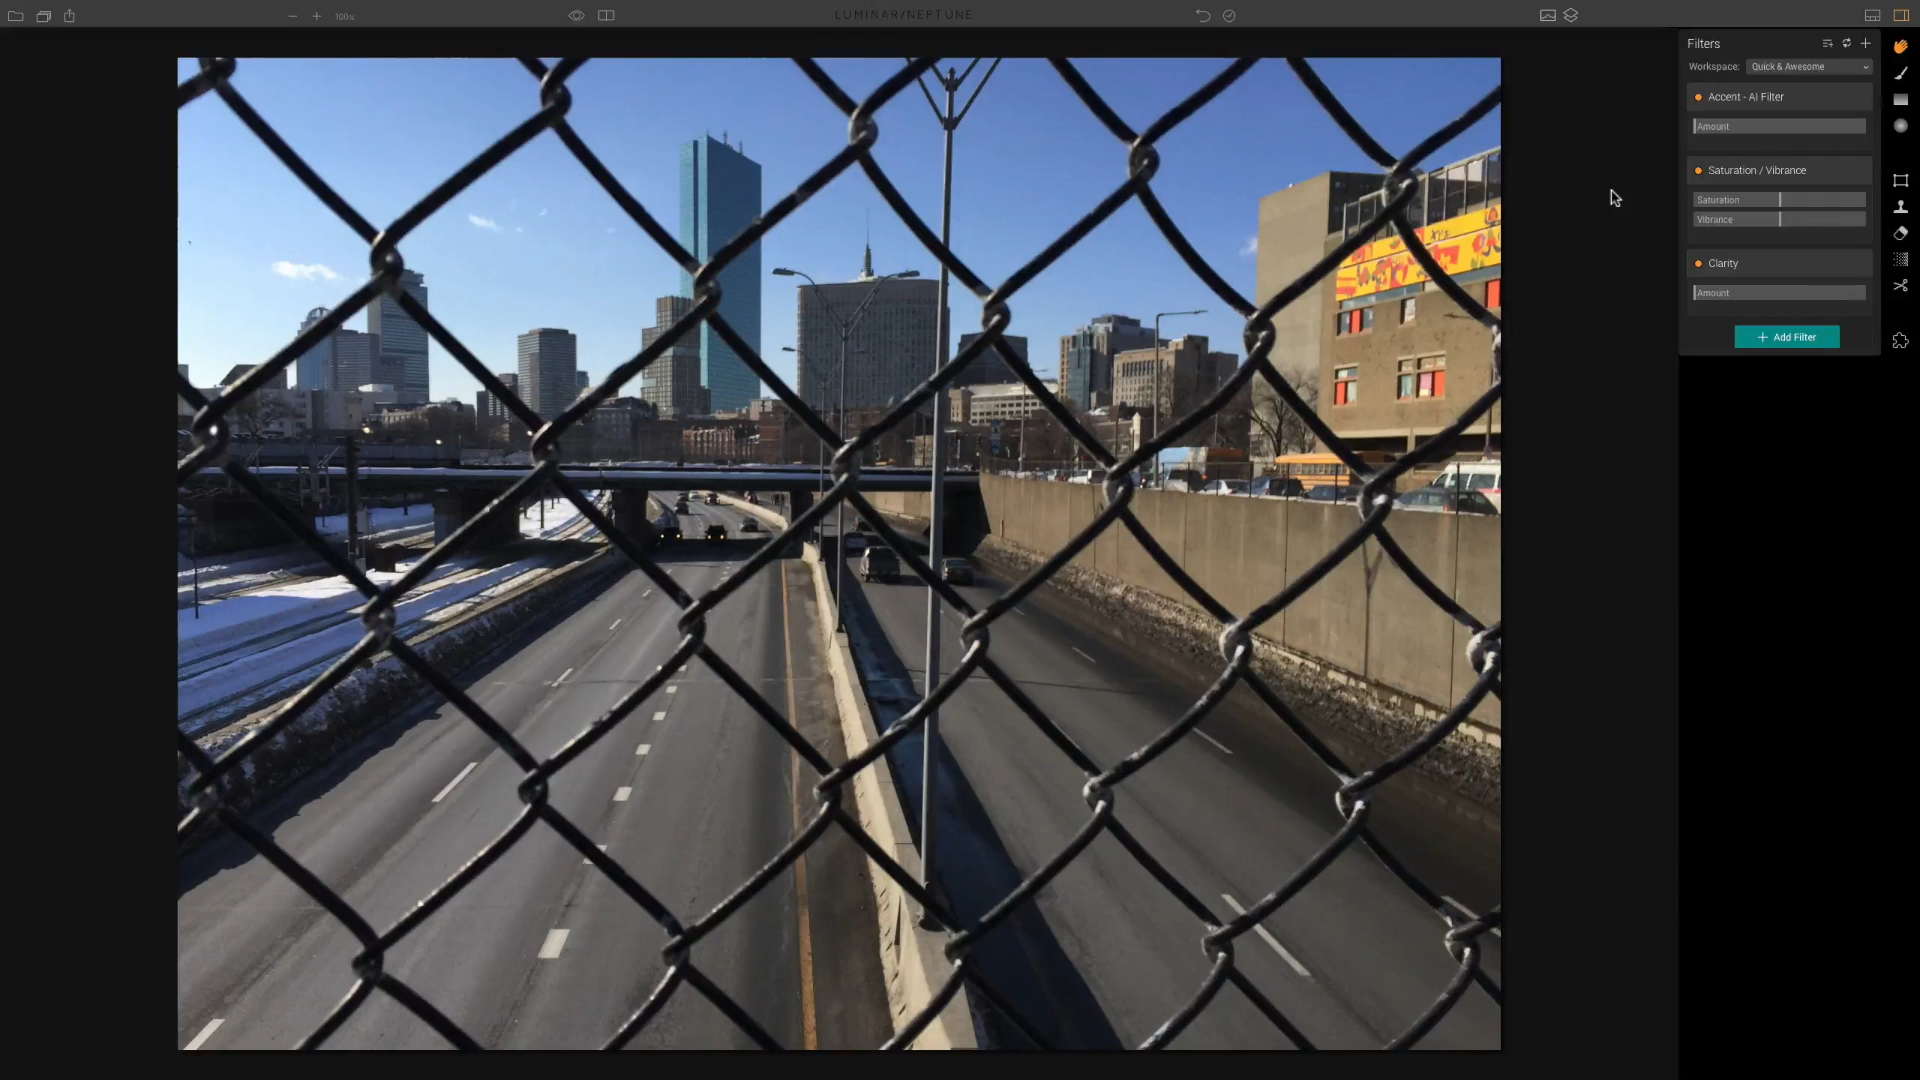 100%
LUMINAR/NEPTUNE
Filters
Workspace: Quick & Awesome
Accent - AI Filter
Amount
Saturation / Vibrance
Saturation
Vibrance
Clarity
Amount
Add Filter